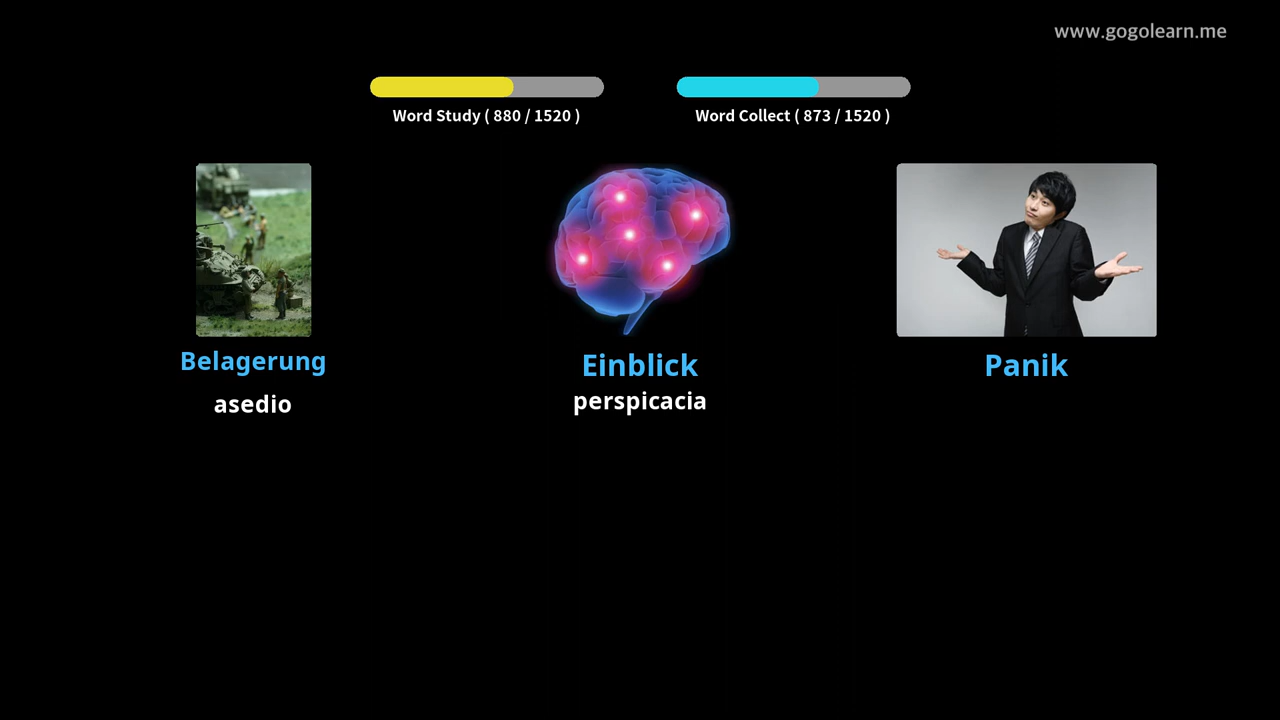 www.gogolearn.me
Word Study ( 880 / 1520 )
Word Collect ( 873 / 1520 )
Belagerung
Einblick
Panik
asedio
perspicacia